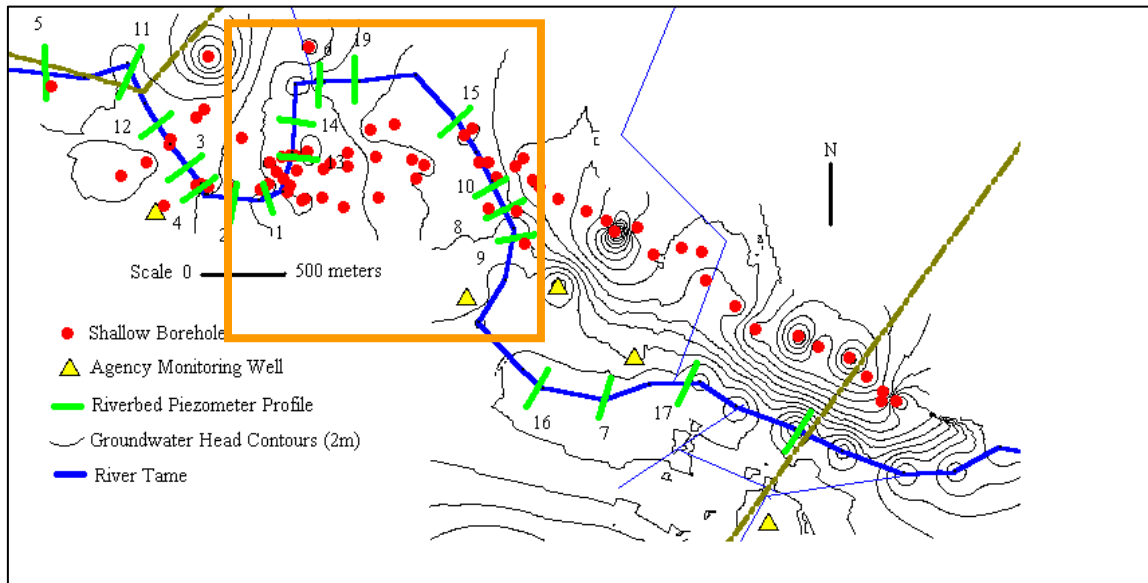 5
11
6
19
15
12
3
14
13
10
4
2
1
8
9
N
Scale 0 500 meters
Shallow Borehole
Agency Monitoring Well
Riverbed Piezometer Profile
Groundwater Head Contours (2m)
River Tame
16
7
17